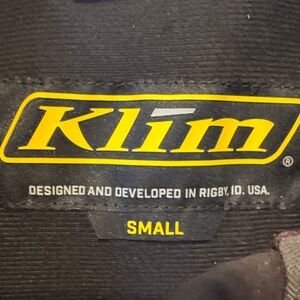 Klim
®
DESIGNED AND DEVELOPED IN RIGBY, ID. USA.
SMALL